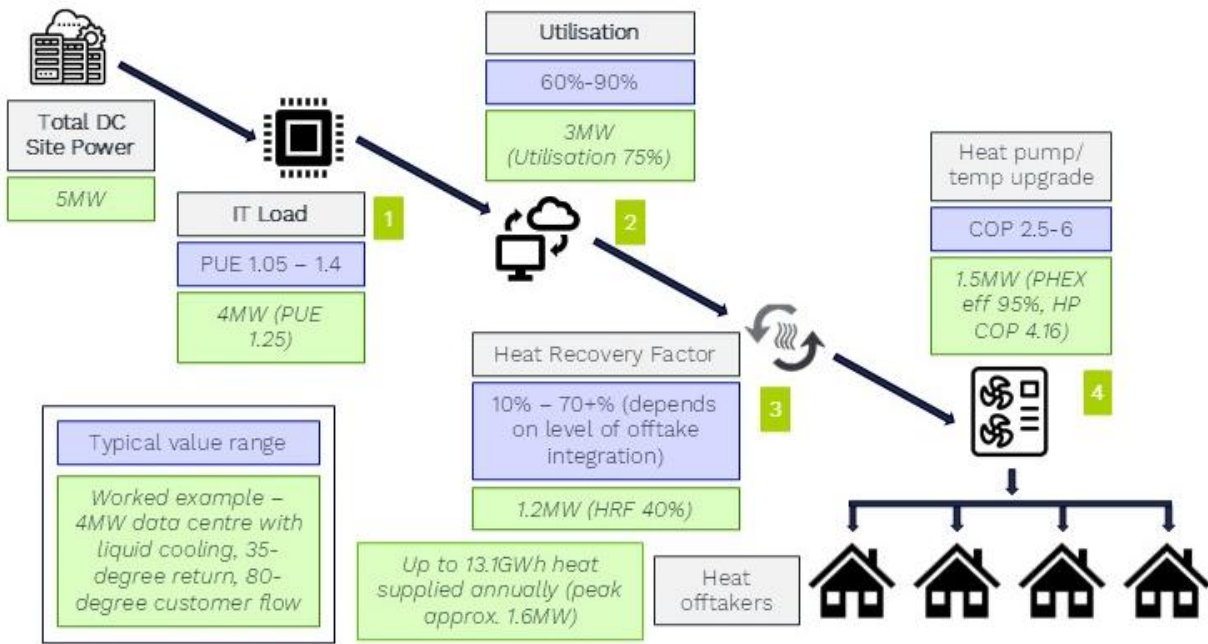 Total DC
Site Power
5MW
IT Load
1
PUE 1.05 – 1.4
4MW (PUE
1.25)
Utilisation
60%-90%
3MW
(Utilisation 75%)
2
Heat Recovery Factor
3
10% – 70+% (depends
on level of offtake
integration)
1.2MW (HRF 40%)
Heat pump/
temp upgrade
COP 2.5-6
1.5MW (PHEX
eff 95%, HP
COP 4.16)
4
Typical value range
Worked example –
4MW data centre with
liquid cooling, 35-
degree return, 80-
degree customer flow
Up to 13.1GWh heat
supplied annually (peak
approx. 1.6MW)
Heat
offtakers